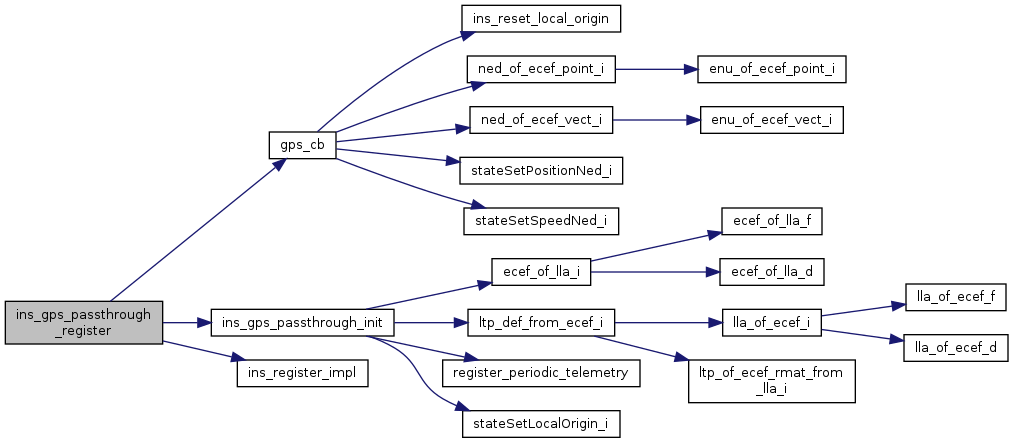 ins_reset_local_origin
ned_of_ecef_point_i
enu_of_ecef_point_i
ned_of_ecef_vect_i
enu_of_ecef_vect_i
gps_cb
stateSetPositionNed_i
stateSetSpeedNed_i
ecef_of_lla_f
ecef_of_lla_i
ecef_of_lla_d
lla_of_ecef_f
ins_gps_passthrough
_register
ins_gps_passthrough_init
ltp_def_from_ecef_i
lla_of_ecef_i
lla_of_ecef_d
ins_register_impl
register_periodic_telemetry
ltp_of_ecef_rmat_from
_lla_i
stateSetLocalOrigin_i